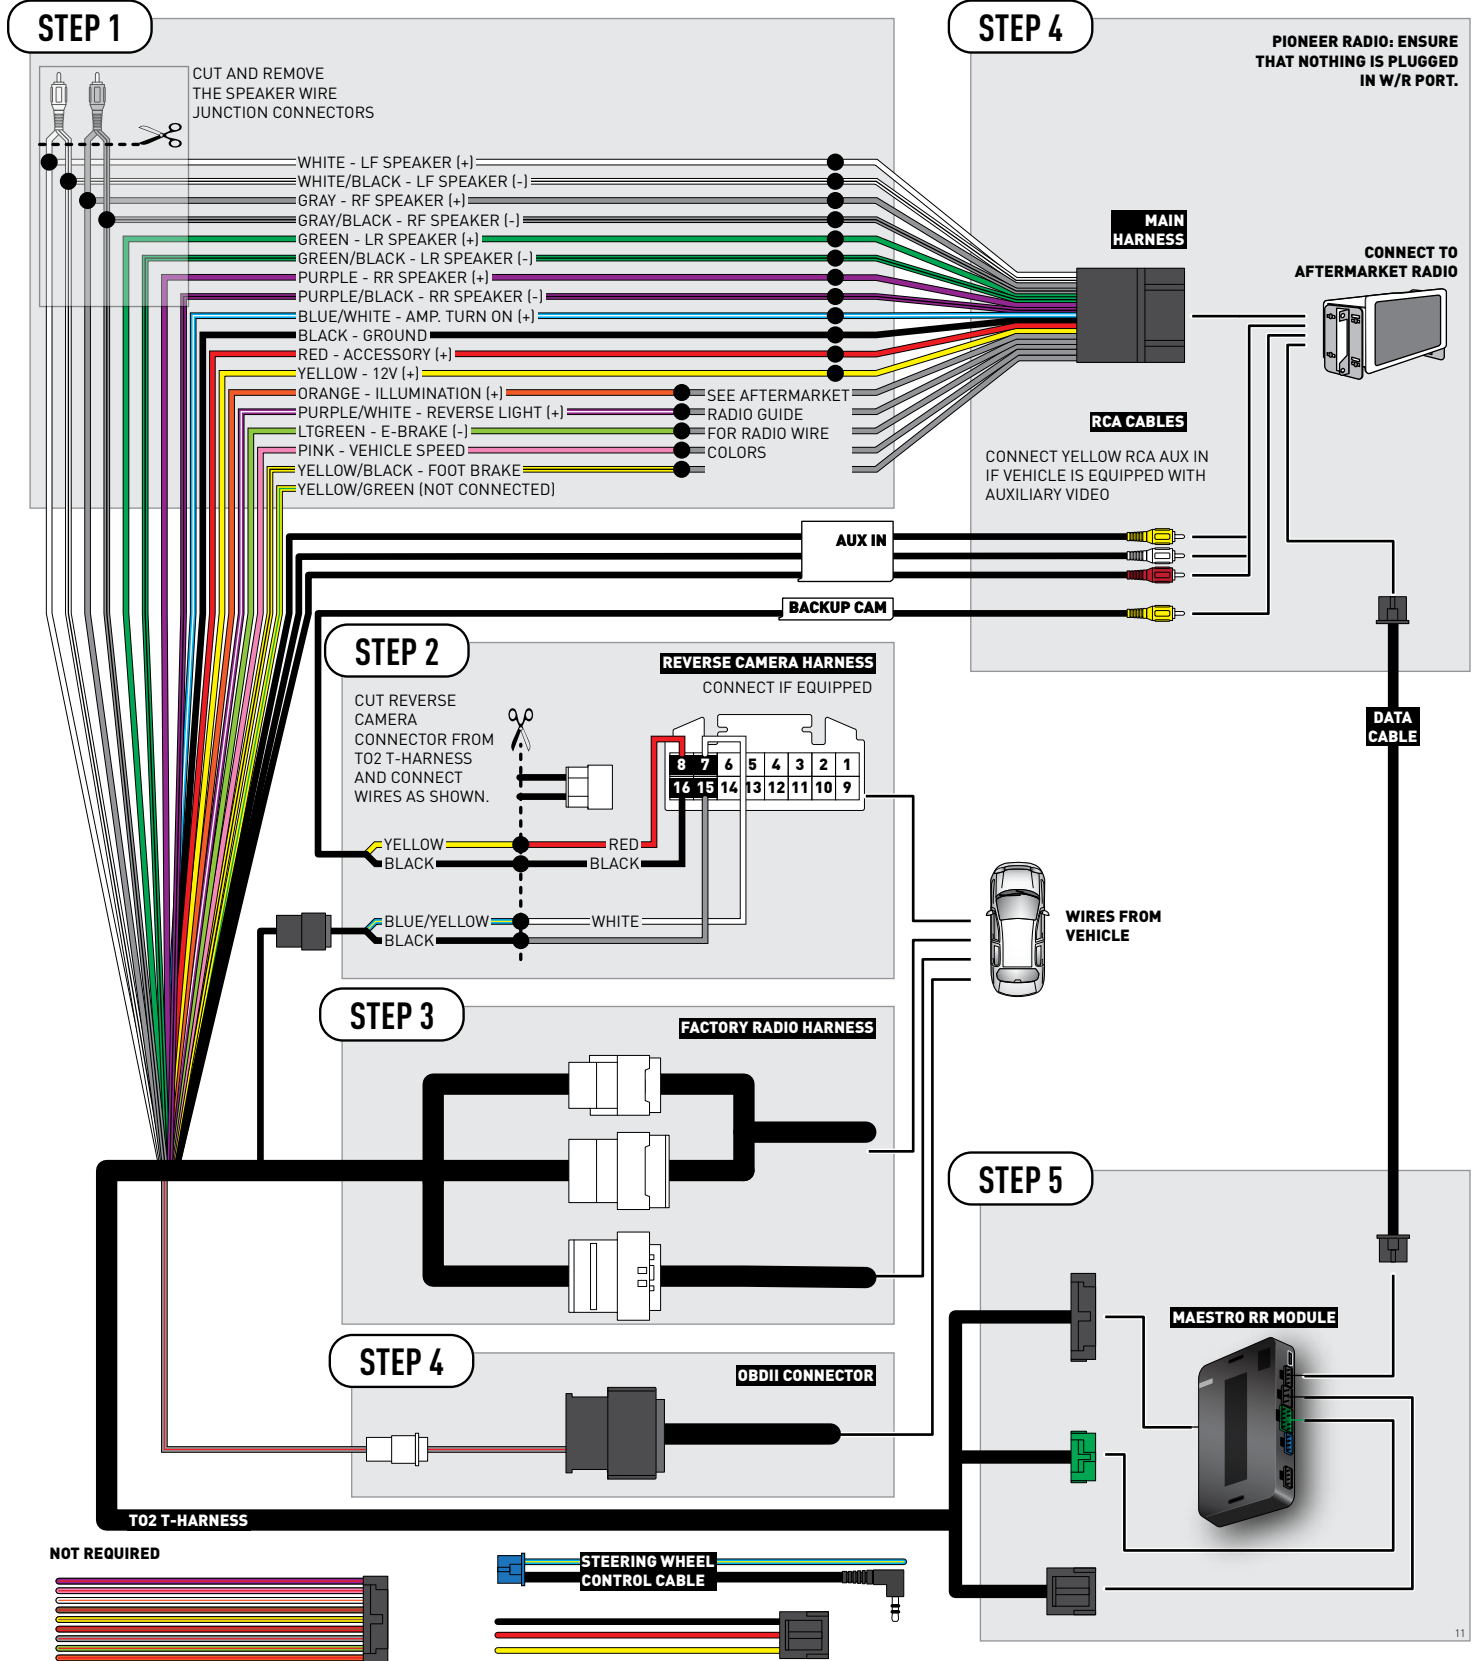 STEP 1
CUT AND REMOVE
THE SPEAKER WIRE
JUNCTION CONNECTORS
WHITE - LF SPEAKER (+)
WHITE/BLACK - LF SPEAKER (-)
GRAY - RF SPEAKER (+)
GRAY/BLACK - RF SPEAKER (-)
GREEN - LR SPEAKER (+)
GREEN/BLACK - LR SPEAKER (-)
PURPLE - RR SPEAKER (+)
PURPLE/BLACK - RR SPEAKER (-)
BLUE/WHITE - AMP. TURN ON (+)
BLACK - GROUND
RED - ACCESSORY (+)
YELLOW - 12V (+)
ORANGE - ILLUMINATION (+)
PURPLE/WHITE - REVERSE LIGHT (+)
LTGREEN - E-BRAKE (-)
PINK - VEHICLE SPEED
YELLOW/BLACK - FOOT BRAKE
YELLOW/GREEN (NOT CONNECTED)
SEE AFTERMARKET
RADIO GUIDE
FOR RADIO WIRE
COLORS
STEP 4
PIONEER RADIO: ENSURE
THAT NOTHING IS PLUGGED
IN W/R PORT.
MAIN
HARNESS
CONNECT TO
AFTERMARKET RADIO
RCA CABLES
CONNECT YELLOW RCA AUX IN
IF VEHICLE IS EQUIPPED WITH
AUXILIARY VIDEO
AUX IN
BACKUP CAM
DATA
CABLE
STEP 2
REVERSE CAMERA HARNESS
CONNECT IF EQUIPPED
CUT REVERSE
CAMERA
CONNECTOR FROM
TO2 T-HARNESS
AND CONNECT
WIRES AS SHOWN.
8 7 6 5 4 3 2 1
16 15 14 13 12 11 10 9
YELLOW
RED
BLACK
BLACK
BLUE/YELLOW
WHITE
BLACK
WIRES FROM
VEHICLE
STEP 3
FACTORY RADIO HARNESS
STEP 4
OBDII CONNECTOR
STEP 5
MAESTRO RR MODULE
TO2 T-HARNESS
NOT REQUIRED
STEERING WHEEL
CONTROL CABLE
11